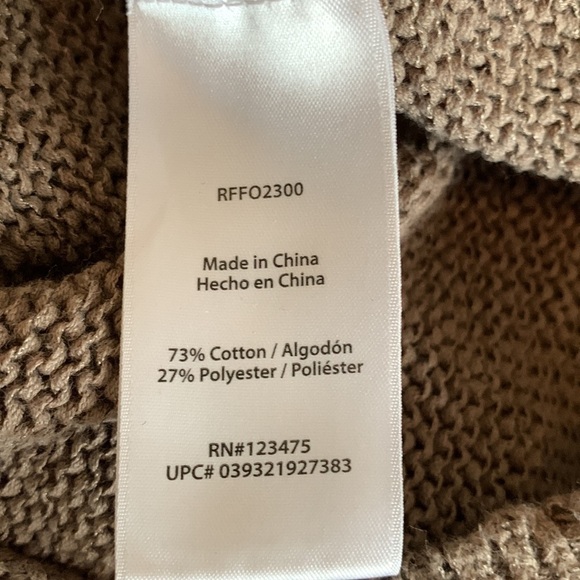 RFFO2300
Made in China
Hecho en China
73% Cotton / Algodón
27% Polyester / Poliéster
RN#123475
UPC# 039321927383